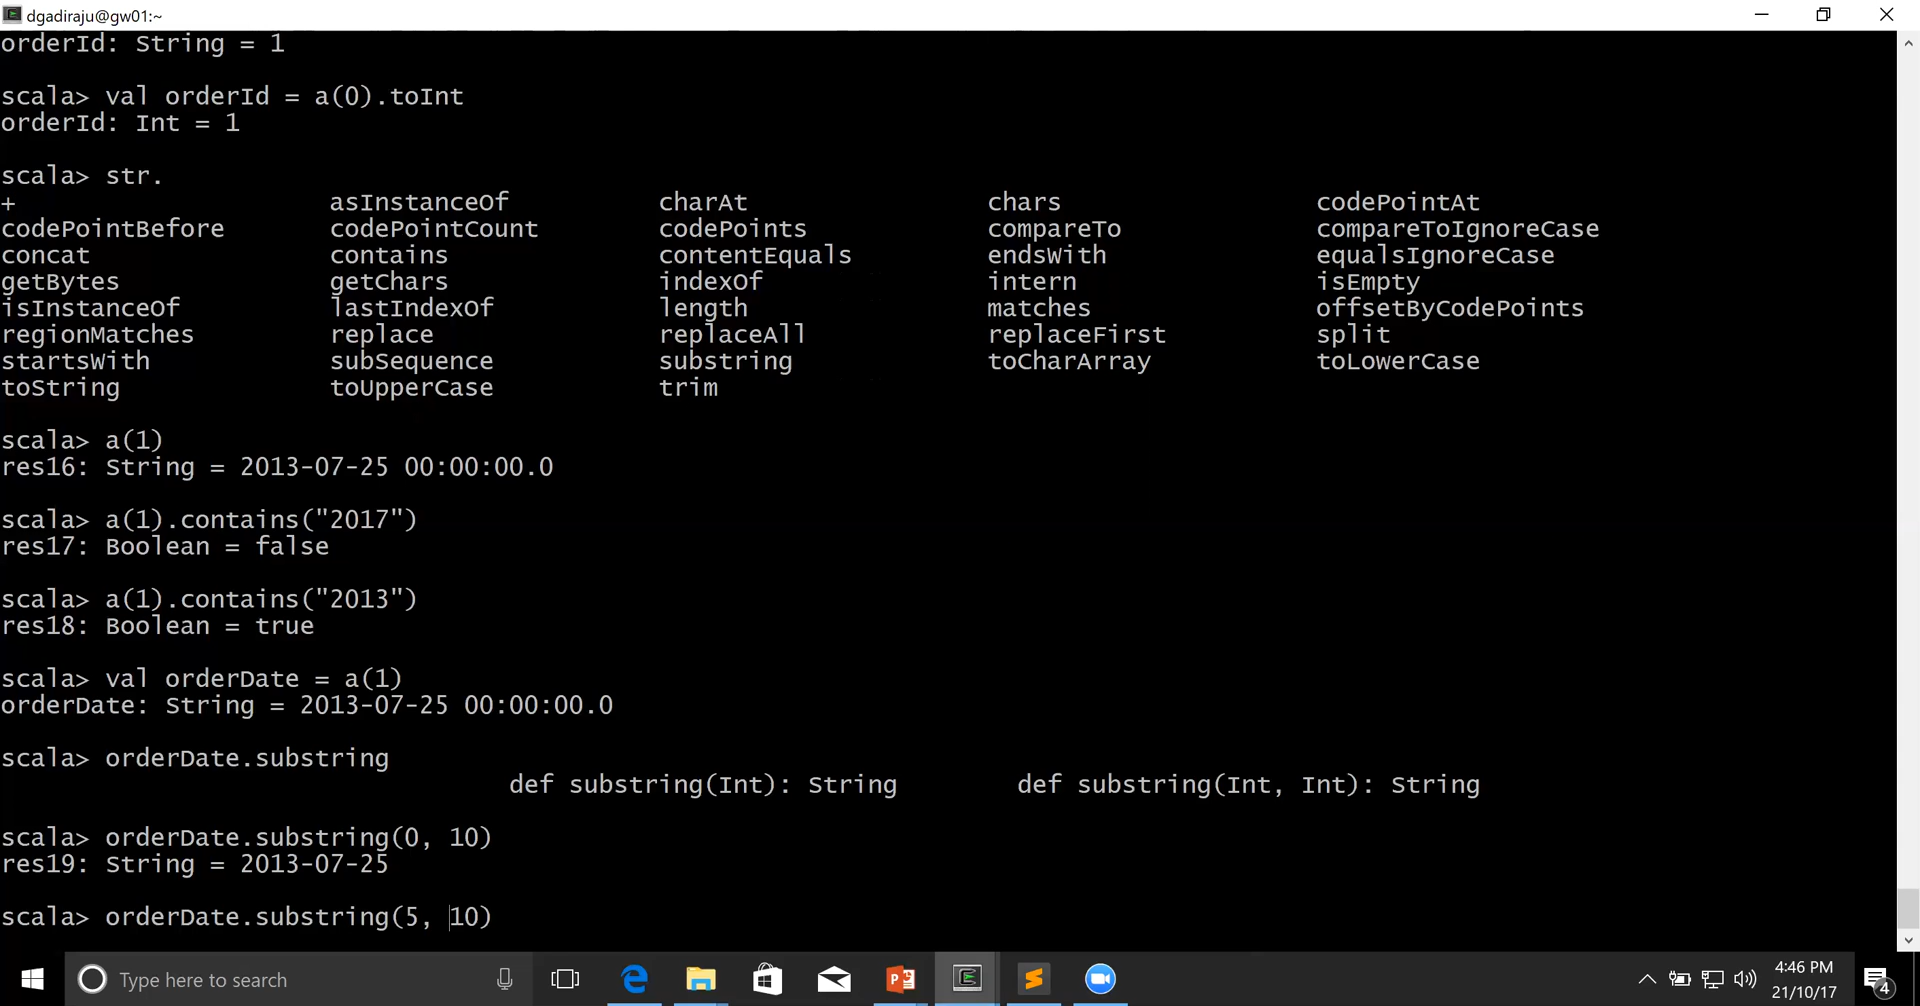 dgadiraju@gw01:~
orderId: String = 1
scala> val orderId = a(0).toInt
orderId: Int = 1
scala> str.
+ asInstanceOf charAt chars codePointAt
codePointBefore codePointCount codePoints compareTo compareToIgnoreCase
concat contains contentEquals endsWith equalsIgnoreCase
getBytes getChars indexOf intern isEmpty
isInstanceOf lastIndexOf length matches offsetByCodePoints
regionMatches replace replaceAll replaceFirst split
startsWith subSequence substring toCharArray toLowerCase
toString toUpperCase trim
scala> a(1)
res16: String = 2013-07-25 00:00:00.0
scala> a(1).contains("2017")
res17: Boolean = false
scala> a(1).contains("2013")
res18: Boolean = true
scala> val orderDate = a(1)
orderDate: String = 2013-07-25 00:00:00.0
scala> orderDate.substring
def substring(Int): String def substring(Int, Int): String
scala> orderDate.substring(0, 10)
res19: String = 2013-07-25
scala> orderDate.substring(5, 10)
Type here to search
4:46 PM
21/10/17
4